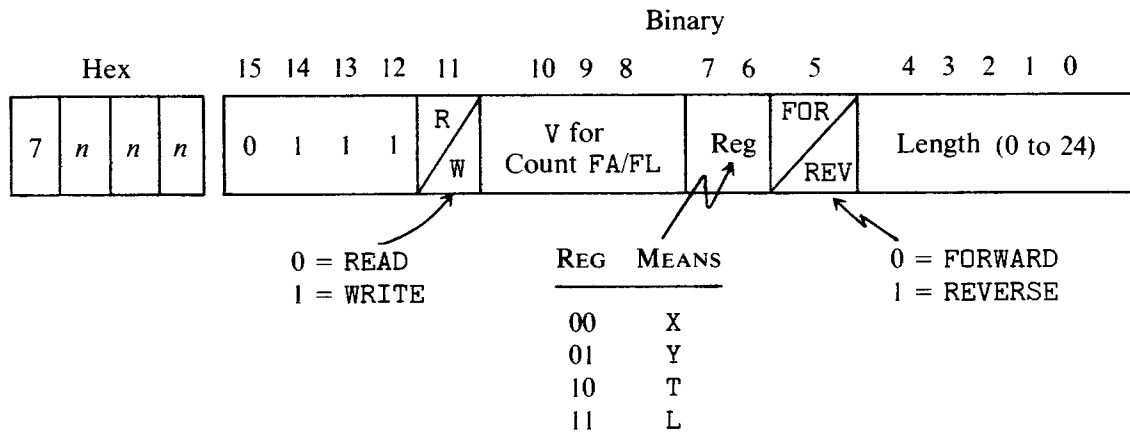 Binary
Hex 15 14 13 12 11 10 9 8 7 6 5 4 3 2 1 0
7 n n n 0 1 1 1 R W V for Count FA/FL Reg FOR REV Length (0 to 24)
0 = READ
1 = WRITE
REG MEANS
00 X
01 Y
10 T
11 L
0 = FORWARD
1 = REVERSE